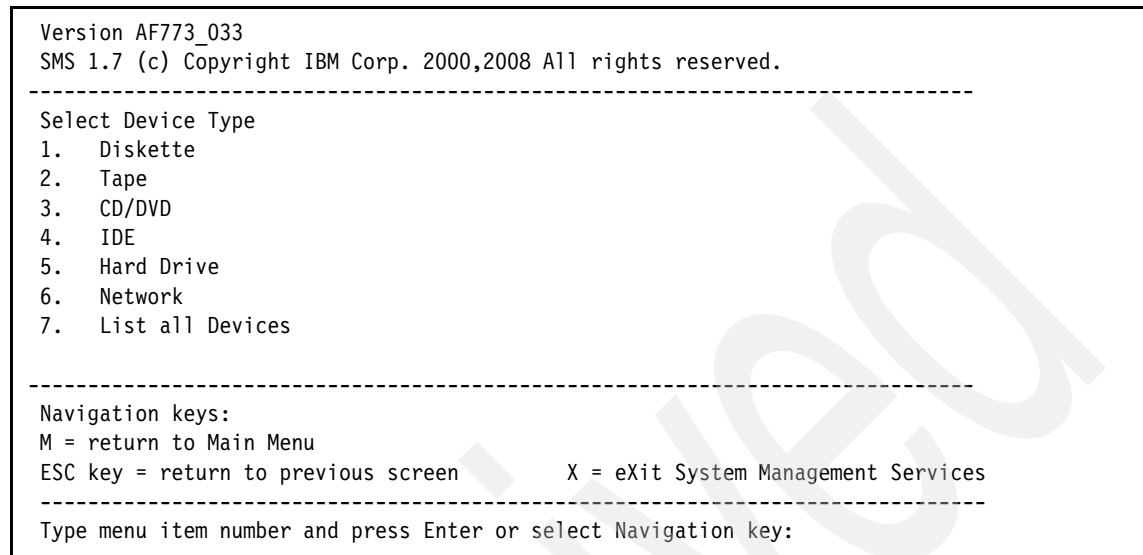 Version AF773_033
SMS 1.7 (c) Copyright IBM Corp. 2000,2008 All rights reserved.
-------------------------------------------------------------------------------
Select Device Type
1. Diskette
2. Tape
3. CD/DVD
4. IDE
5. Hard Drive
6. Network
7. List all Devices
-------------------------------------------------------------------------------
Navigation keys:
M = return to Main Menu
ESC key = return to previous screen X = eXit System Management Services
-------------------------------------------------------------------------------
Type menu item number and press Enter or select Navigation key: